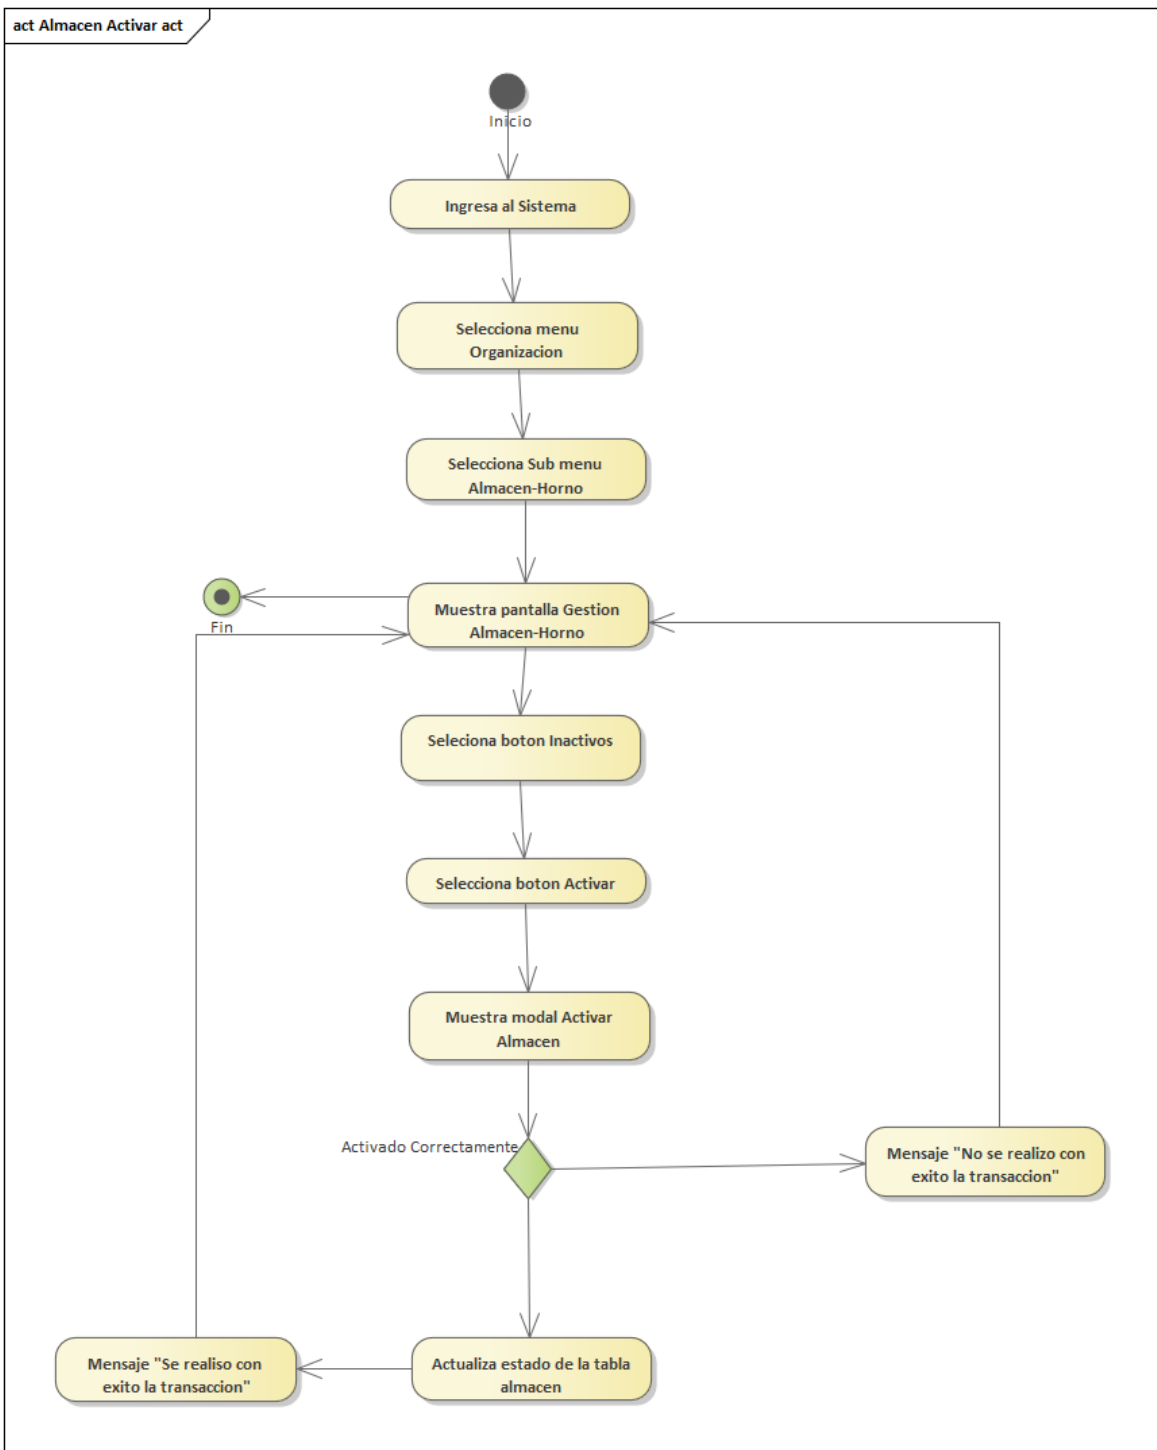 act Almacen Activar act
Inicio
Ingresa al Sistema
Selecciona menu
Organizacion
Selecciona Sub menu
Almacen-Horno
Muestra pantalla Gestion
Almacen-Horno
Fin
Seleciona boton Inactivos
Selecciona boton Activar
Muestra modal Activar
Almacen
Activado Correctamente
Mensaje "No se realizo con
exito la transaccion"
Mensaje "Se realiso con
exito la transaccion"
Actualiza estado de la tabla
almacen